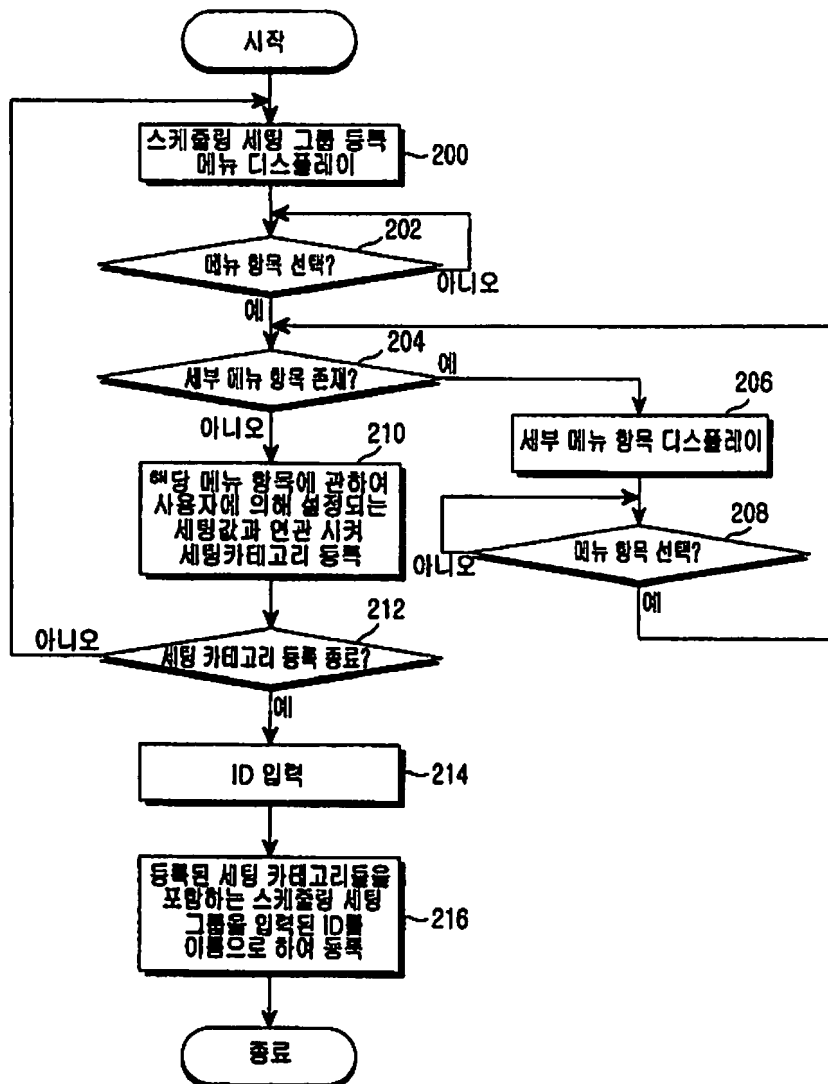 시작
스케줄링 세팅 그룹 등록
메뉴 디스플레이
200
202
메뉴 항목 선택?
아니오
예
204
세부 메뉴 항목 존재?
예
아니오
206
세부 메뉴 항목 디스플레이
208
메뉴 항목 선택?
아니오
예
210
해당 메뉴 항목에 관하여
사용자에 의해 설정되는
세팅값과 연관 시켜
세팅카테고리 등록
212
아니오
세팅 카테고리 등록 종료?
예
ID 입력
214
등록된 세팅 카테고리들을
포함하는 스케줄링 세팅
그룹을 입력된 ID를
이름으로 하여 등록
216
종료